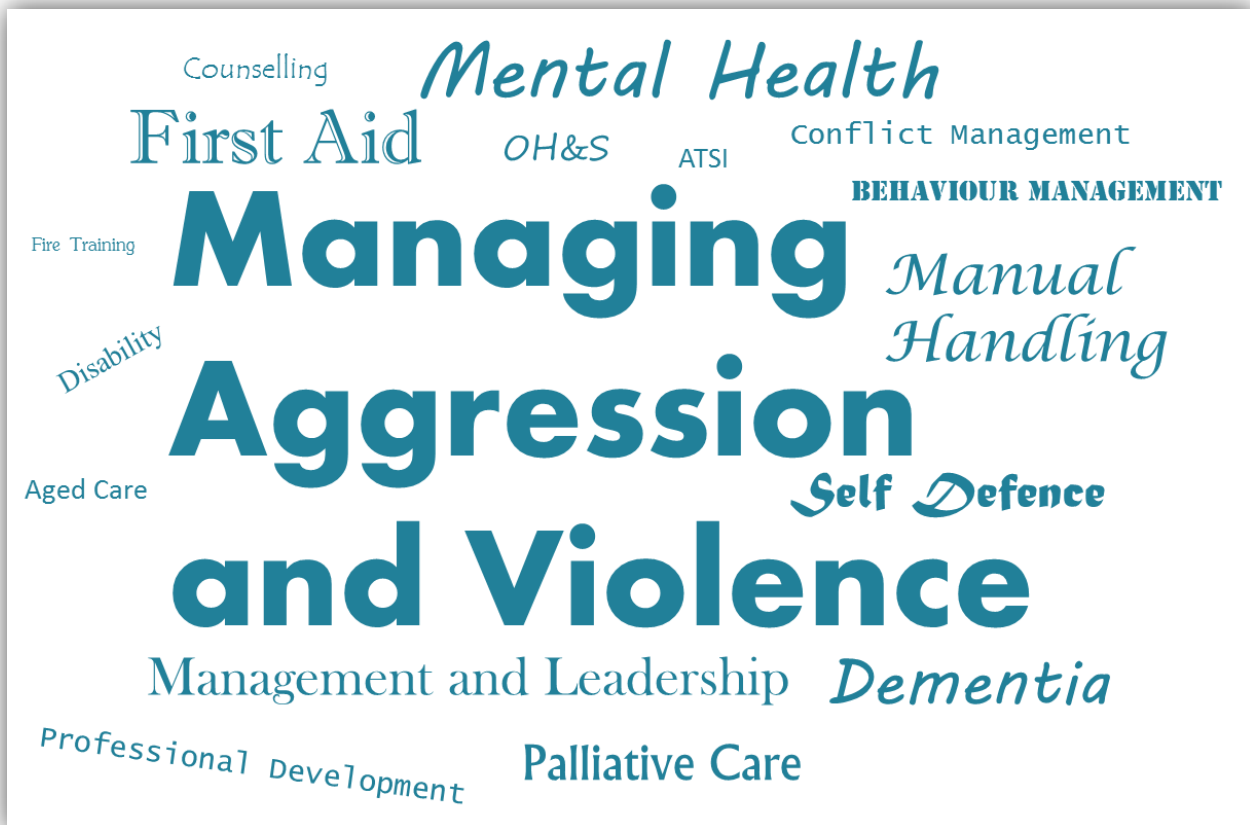 Counselling
Mental Health
First Aid
OH&S
ATSI
Conflict Management
BEHAVIOUR MANAGEMENT
Fire Training
Managing
Manual
Handling
Disability
Aggression
Aged Care
Self Defence
and Violence
Management and Leadership
Dementia
Professional Development
Palliative Care